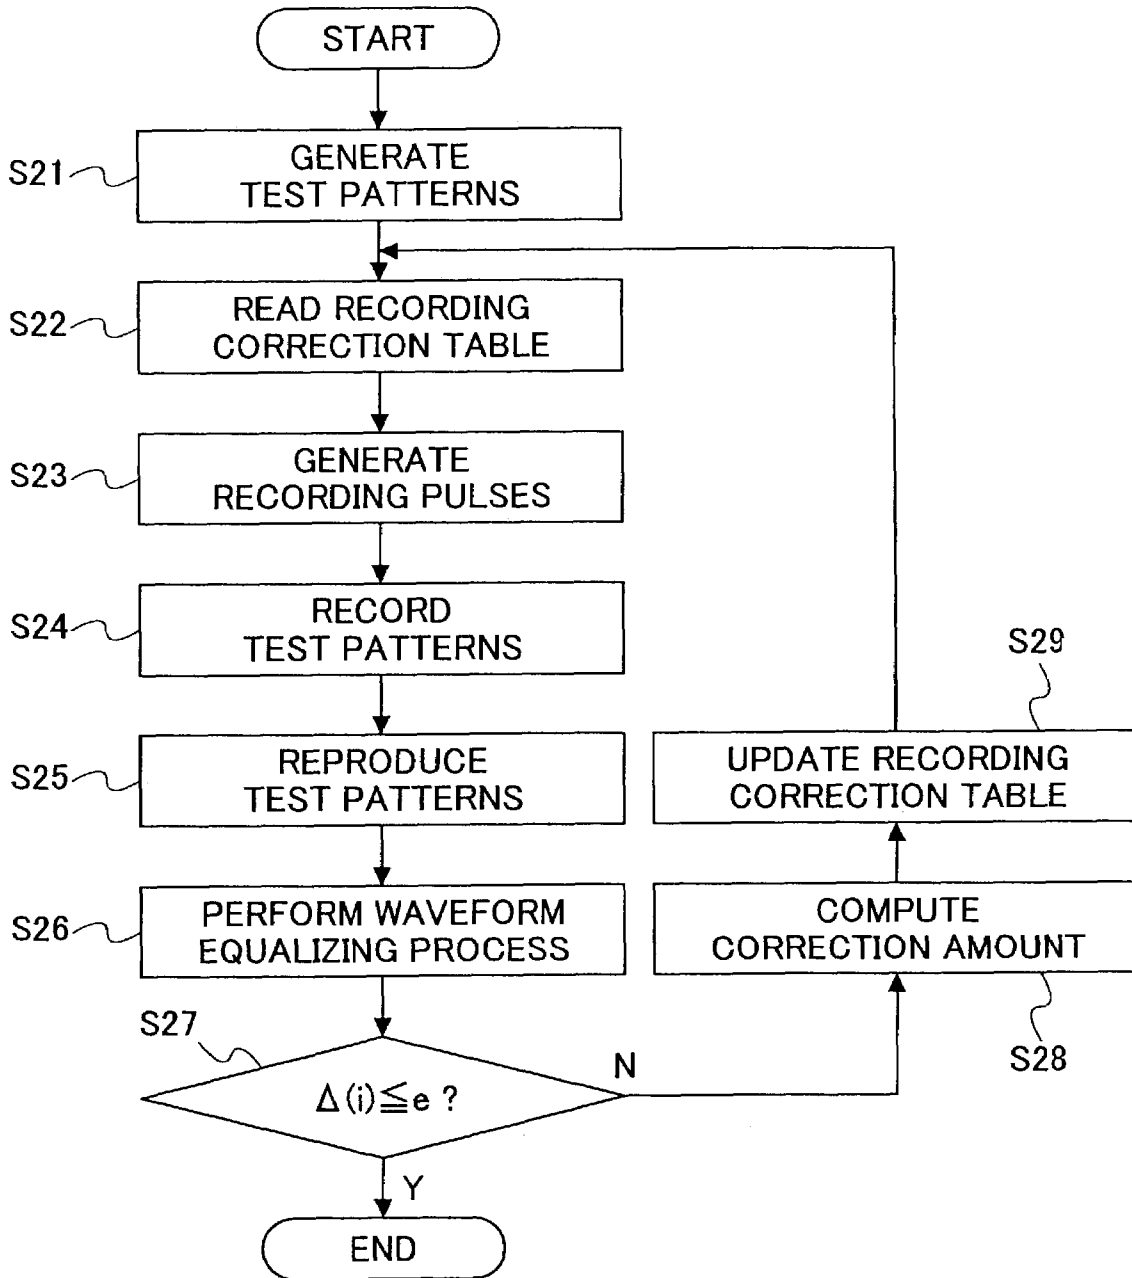 START
S21
GENERATE
TEST PATTERNS
S22
READ RECORDING
CORRECTION TABLE
S23
GENERATE
RECORDING PULSES
S24
RECORD
TEST PATTERNS
S25
REPRODUCE
TEST PATTERNS
S26
PERFORM WAVEFORM
EQUALIZING PROCESS
S27
Δ(i)≦e ?
N
Y
END
S28
COMPUTE
CORRECTION AMOUNT
S29
UPDATE RECORDING
CORRECTION TABLE